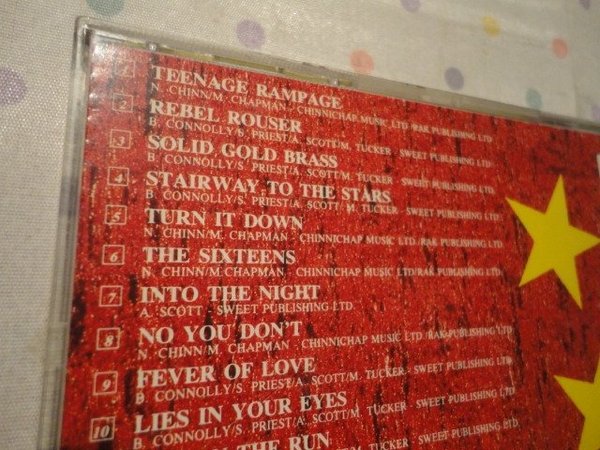 1 TEENAGE RAMPAGE
N. CHINN/M. CHAPMAN - CHINNICHAP MUSIC LTD./RAK PUBLISHING LTD.
2 REBEL ROUSER
B. CONNOLLY/S. PRIEST/A. SCOTT/M. TUCKER - SWEET PUBLISHING LTD.
3 SOLID GOLD BRASS
B. CONNOLLY/S. PRIEST/A. SCOTT/M. TUCKER - SWEET PUBLISHING LTD.
4 STAIRWAY TO THE STARS
B. CONNOLLY/S. PRIEST/A. SCOTT/M. TUCKER - SWEET PUBLISHING LTD.
5 TURN IT DOWN
N. CHINN/M. CHAPMAN - CHINNICHAP MUSIC LTD./RAK PUBLISHING LTD.
6 THE SIXTEENS
N. CHINN/M. CHAPMAN - CHINNICHAP MUSIC LTD./RAK PUBLISHING LTD.
7 INTO THE NIGHT
A. SCOTT - SWEET PUBLISHING LTD.
8 NO YOU DON'T
N. CHINN/M. CHAPMAN - CHINNICHAP MUSIC LTD./RAK PUBLISHING LTD.
9 FEVER OF LOVE
B. CONNOLLY/S. PRIEST/A. SCOTT/M. TUCKER - SWEET PUBLISHING LTD.
10 LIES IN YOUR EYES
B. CONNOLLY/S. PRIEST/A. SCOTT/M. TUCKER - SWEET PUBLISHING LTD.
THE RUN